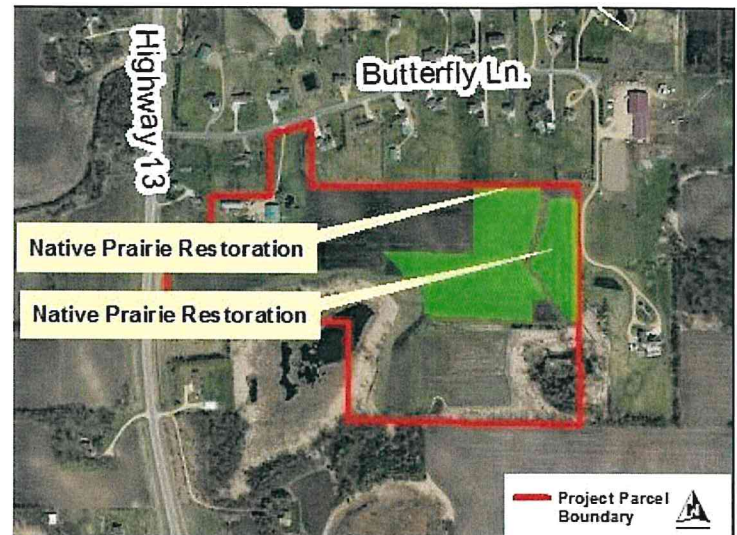 Highway 13
Butterfly Ln.
Native Prairie Restoration
Native Prairie Restoration
Project Parcel
Boundary
N